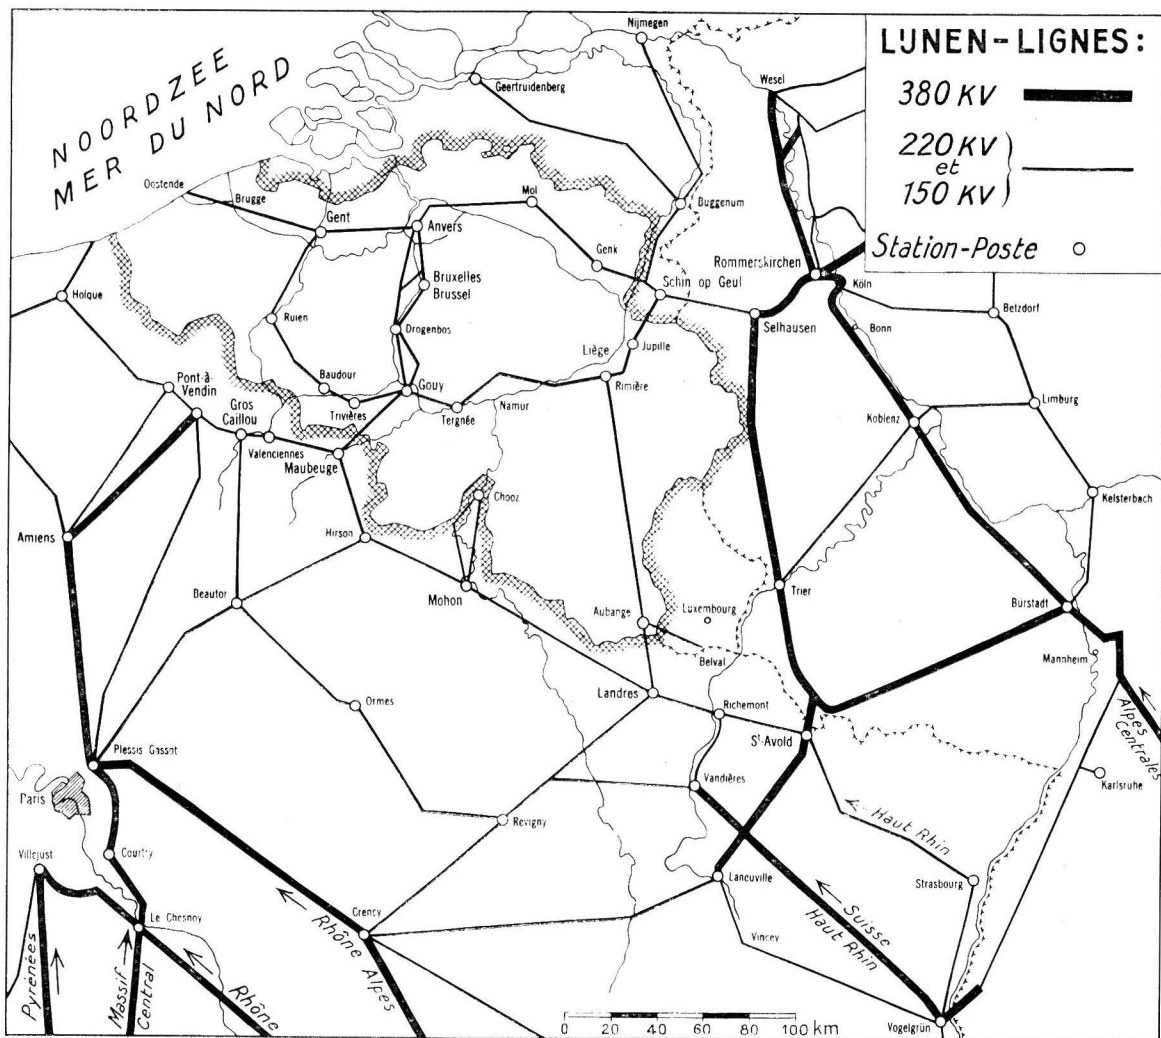 LIJNEN-LIGNES:
380 KV
220 KV
et
150 KV
Station-Poste
NOORDZEE
MER DU NORD
Nijmegen
Geertruidenberg
Wesel
Oostende
Brugge
Gent
Anvers
Mol
Buggenum
Genk
Bruxelles
Brussel
Schin op Geul
Rommerskirchen
Köln
Betzdorf
Holque
Ruien
Drogenbos
Selhausen
Bonn
Liège
Jupille
Pont-à-
Vendin
Baudour
Gouy
Rimière
Limburg
Gros
Caillou
Trivières
Tergnée
Namur
Koblenz
Valenciennes
Maubeuge
Chooz
Kelsterbach
Amiens
Hirson
Beautor
Mohon
Aubange
Luxembourg
Trier
Burstadt
Belval
Mannheim
Ormes
Landres
Richemont
St-Avold
Alpes
Centrales
Plessis Gassot
Vandières
Karlsruhe
Paris
Revigny
Haut Rhin
Villejust
Courtry
Laneuville
Strasbourg
Le Chesnoy
Crency
Rhône Alpes
Suisse
Haut Rhin
Vincey
Pyrénées
Massif
Central
Rhône
Vogelgrün
0 20 40 60 80 100 km